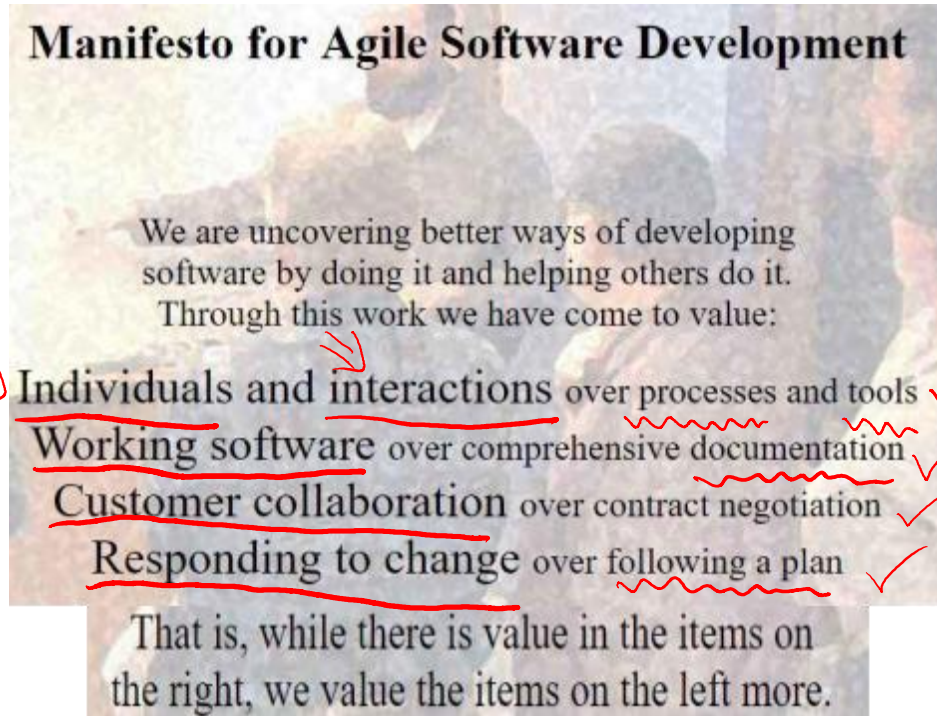 Manifesto for Agile Software Development
We are uncovering better ways of developing
software by doing it and helping others do it.
Through this work we have come to value:
Individuals and interactions over processes and tools
Working software over comprehensive documentation
Customer collaboration over contract negotiation
Responding to change over following a plan
That is, while there is value in the items on
the right, we value the items on the left more.